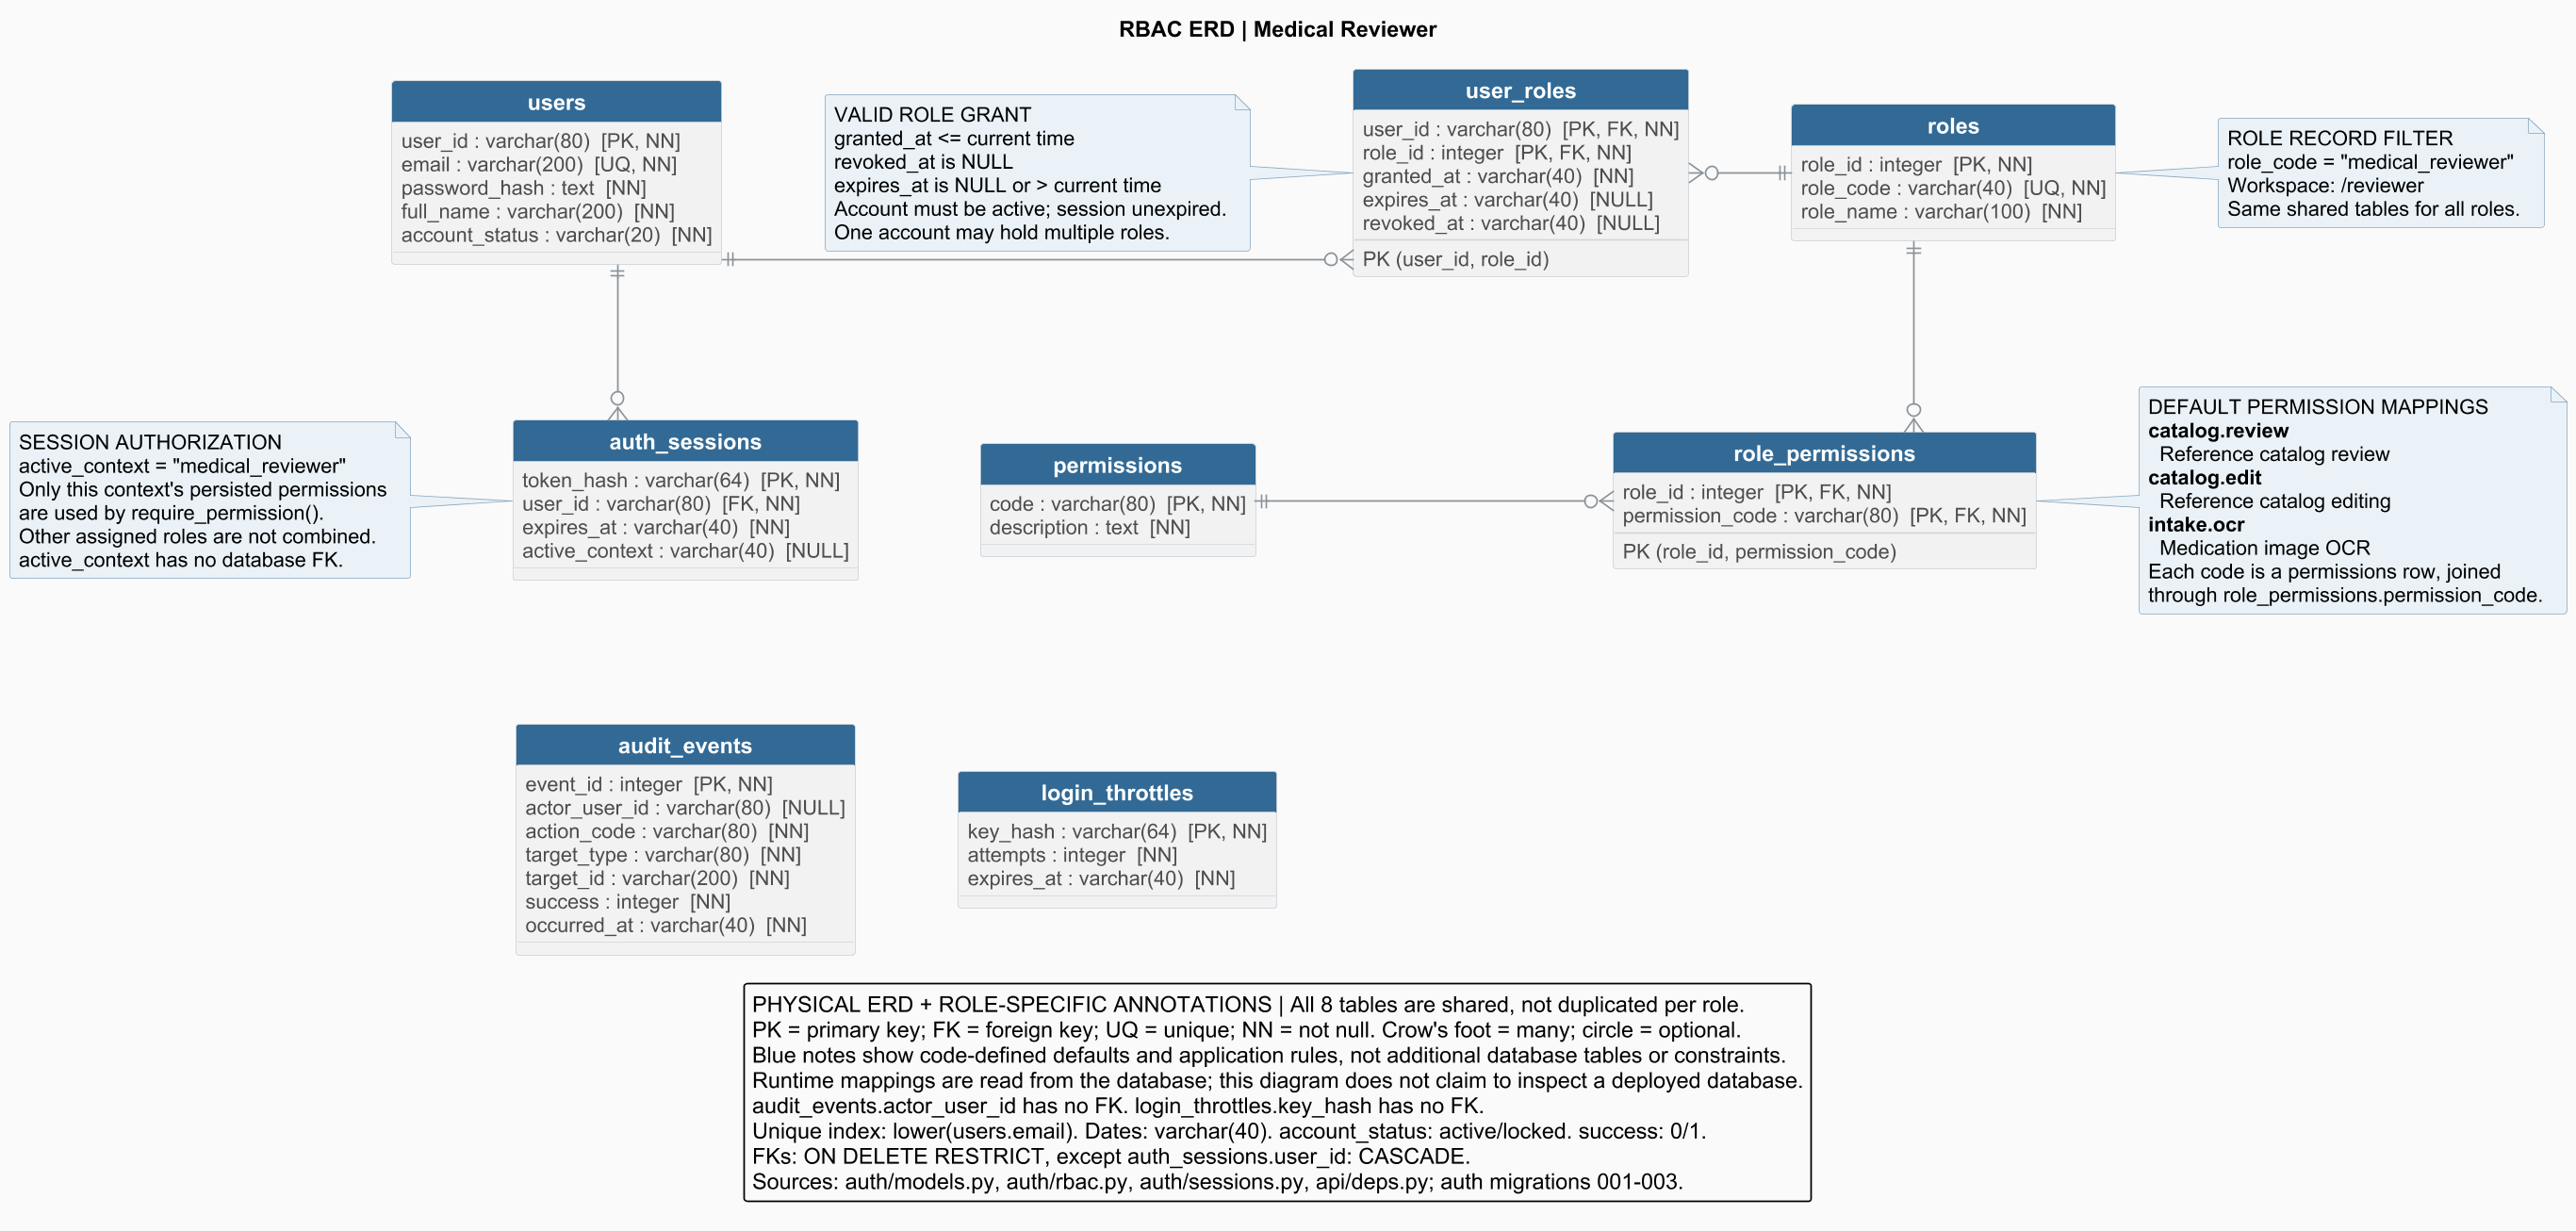 RBAC ERD | Medical Reviewer
users
user_id : varchar(80)  [PK, NN]
email : varchar(200)  [UQ, NN]
password_hash : text  [NN]
full_name : varchar(200)  [NN]
account_status : varchar(20)  [NN]
VALID ROLE GRANT
granted_at <= current time
revoked_at is NULL
expires_at is NULL or > current time
Account must be active; session unexpired.
One account may hold multiple roles.
user_roles
user_id : varchar(80)  [PK, FK, NN]
role_id : integer  [PK, FK, NN]
granted_at : varchar(40)  [NN]
expires_at : varchar(40)  [NULL]
revoked_at : varchar(40)  [NULL]
PK (user_id, role_id)
roles
role_id : integer  [PK, NN]
role_code : varchar(40)  [UQ, NN]
role_name : varchar(100)  [NN]
ROLE RECORD FILTER
role_code = "medical_reviewer"
Workspace: /reviewer
Same shared tables for all roles.
SESSION AUTHORIZATION
active_context = "medical_reviewer"
Only this context's persisted permissions
are used by require_permission().
Other assigned roles are not combined.
active_context has no database FK.
auth_sessions
token_hash : varchar(64)  [PK, NN]
user_id : varchar(80)  [FK, NN]
expires_at : varchar(40)  [NN]
active_context : varchar(40)  [NULL]
permissions
code : varchar(80)  [PK, NN]
description : text  [NN]
role_permissions
role_id : integer  [PK, FK, NN]
permission_code : varchar(80)  [PK, FK, NN]
PK (role_id, permission_code)
DEFAULT PERMISSION MAPPINGS
catalog.review
Reference catalog review
catalog.edit
Reference catalog editing
intake.ocr
Medication image OCR
Each code is a permissions row, joined
through role_permissions.permission_code.
audit_events
event_id : integer  [PK, NN]
actor_user_id : varchar(80)  [NULL]
action_code : varchar(80)  [NN]
target_type : varchar(80)  [NN]
target_id : varchar(200)  [NN]
success : integer  [NN]
occurred_at : varchar(40)  [NN]
login_throttles
key_hash : varchar(64)  [PK, NN]
attempts : integer  [NN]
expires_at : varchar(40)  [NN]
PHYSICAL ERD + ROLE-SPECIFIC ANNOTATIONS | All 8 tables are shared, not duplicated per role.
PK = primary key; FK = foreign key; UQ = unique; NN = not null. Crow's foot = many; circle = optional.
Blue notes show code-defined defaults and application rules, not additional database tables or constraints.
Runtime mappings are read from the database; this diagram does not claim to inspect a deployed database.
audit_events.actor_user_id has no FK. login_throttles.key_hash has no FK.
Unique index: lower(users.email). Dates: varchar(40). account_status: active/locked. success: 0/1.
FKs: ON DELETE RESTRICT, except auth_sessions.user_id: CASCADE.
Sources: auth/models.py, auth/rbac.py, auth/sessions.py, api/deps.py; auth migrations 001-003.